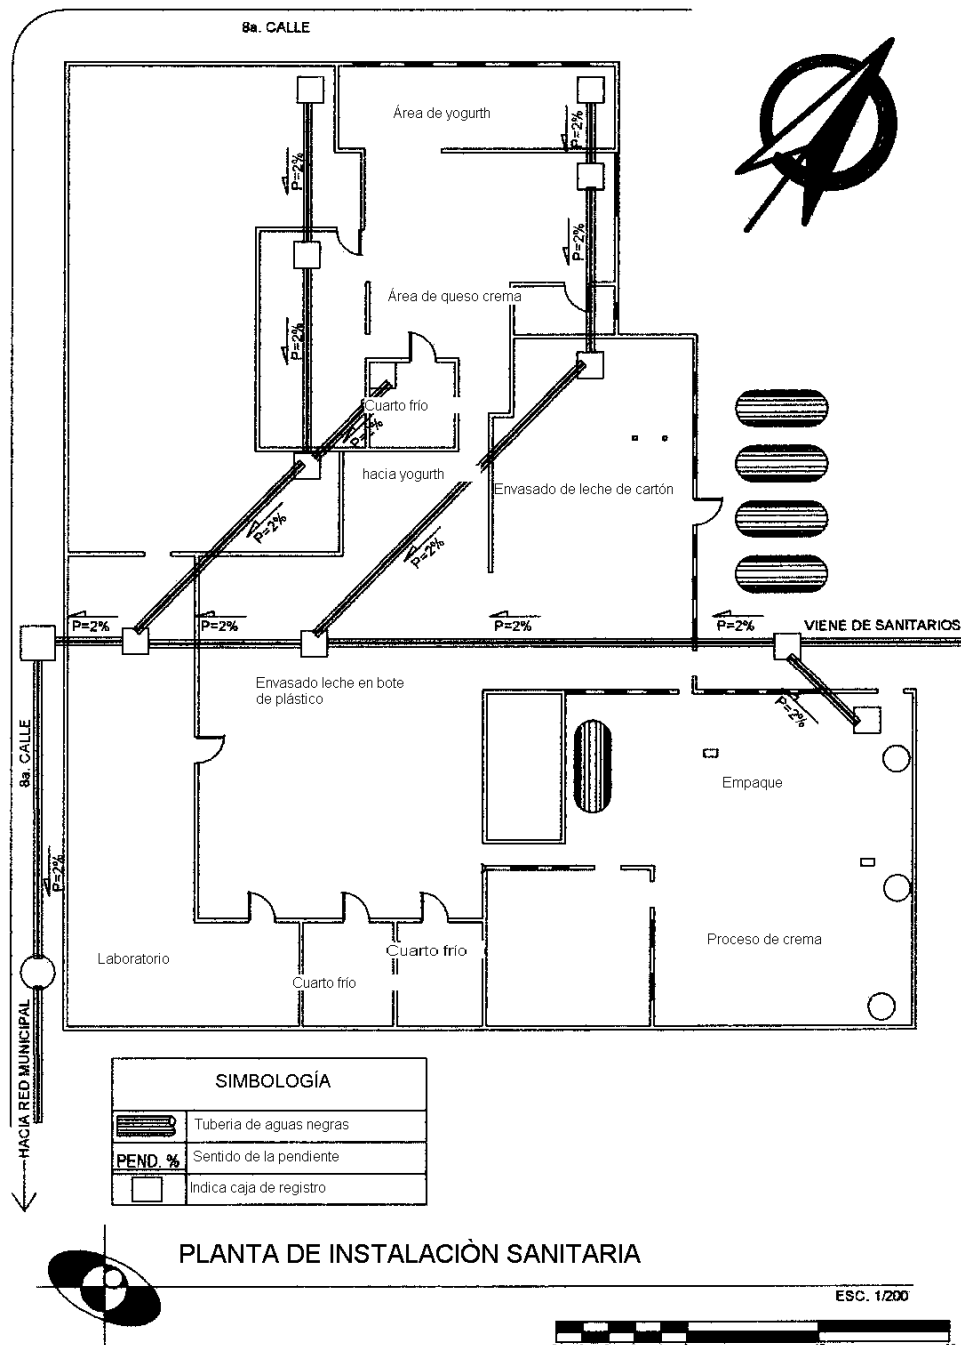 8a. CALLE
Área de yogurth
P=2%
P=2%
P=2%
P=2%
Área de queso crema
P=2%
Cuarto frío
P=2%
hacia yogurth
Envasado de leche de cartón
P=2%
P=2%
P=2%
P=2%
P=2%
P=2%
VIENE DE SANITARIOS
Envasado leche en bote
de plástico
P=2%
8a. CALLE
Empaque
P=2%
Proceso de crema
Cuarto frío
Laboratorio
Cuarto frío
HACIA RED MUNICIPAL
SIMBOLOGÍA
Tuberia de aguas negras
PEND. %
Sentido de la pendiente
Indica caja de registro
PLANTA DE INSTALACIÒN SANITARIA
ESC. 1/200